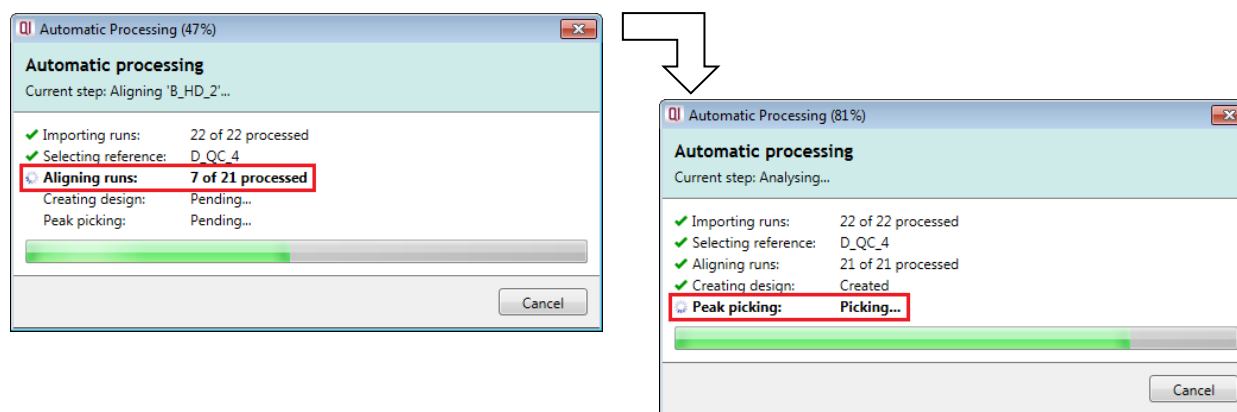 QI Automatic Processing (47%)
Automatic processing
Current step: Aligning 'B_HD_2'...
Importing runs: 22 of 22 processed
Selecting reference: D_QC_4
Aligning runs: 7 of 21 processed
Creating design: Pending...
Peak picking: Pending...
Cancel
QI Automatic Processing (81%)
Automatic processing
Current step: Analysing...
Importing runs: 22 of 22 processed
Selecting reference: D_QC_4
Aligning runs: 21 of 21 processed
Creating design: Created
Peak picking: Picking...
Cancel